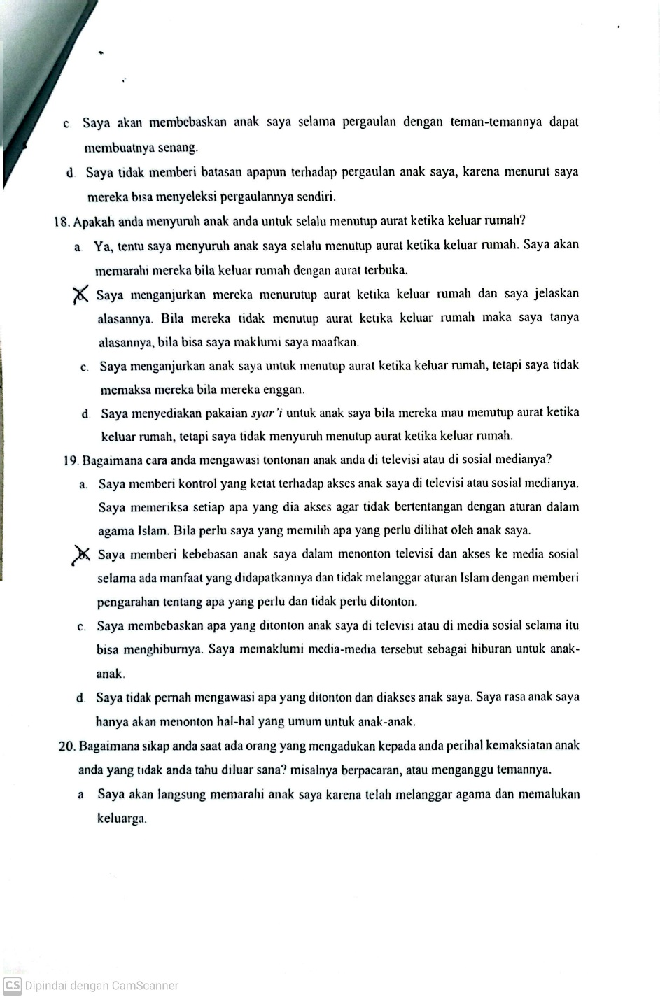 c. Saya akan membebaskan anak saya selama pergaulan dengan teman-temannya dapat
membuatnya senang.
d. Saya tidak memberi batasan apapun terhadap pergaulan anak saya, karena menurut saya
mereka bisa menyeleksi pergaulannya sendiri.
18. Apakah anda menyuruh anak anda untuk selalu menutup aurat ketika keluar rumah?
a Ya, tentu saya menyuruh anak saya selalu menutup aurat ketika keluar rumah. Saya akan
memarahi mereka bila keluar rumah dengan aurat terbuka.
Saya menganjurkan mereka menurutup aurat ketika keluar rumah dan saya jelaskan
alasannya. Bila mereka tidak menutup aurat ketika keluar rumah maka saya tanya
alasannya, bila bisa saya maklumi saya maafkan.
c. Saya menganjurkan anak saya untuk menutup aurat ketika keluar rumah, tetapi saya tidak
memaksa mereka bila mereka enggan.
d Saya menyediakan pakaian syar'i untuk anak saya bila mereka mau menutup aurat ketika
keluar rumah, tetapi saya tidak menyuruh menutup aurat ketika keluar rumah.
19. Bagaimana cara anda mengawasi tontonan anak anda di televisi atau di sosial medianya?
a. Saya memberi kontrol yang ketat terhadap akses anak saya di televisi atau sosial medianya.
Saya memeriksa setiap apa yang dia akses agar tidak bertentangan dengan aturan dalam
agama Islam. Bila perlu saya yang memilih apa yang perlu dilihat oleh anak saya.
Saya memberi kebebasan anak saya dalam menonton televisi dan akses ke media sosial
selama ada manfaat yang didapatkannya dan tidak melanggar aturan Islam dengan memberi
pengarahan tentang apa yang perlu dan tidak perlu ditonton.
c. Saya membebaskan apa yang ditonton anak saya di televisi atau di media sosial selama itu
bisa menghiburnya. Saya memaklumi media-media tersebut sebagai hiburan untuk anak-
anak.
d. Saya tidak pernah mengawasi apa yang ditonton dan diakses anak saya. Saya rasa anak saya
hanya akan menonton hal-hal yang umum untuk anak-anak.
20. Bagaimana sikap anda saat ada orang yang mengadukan kepada anda perihal kemaksiatan anak
anda yang tidak anda tahu diluar sana? misalnya berpacaran, atau menganggu temannya.
a Saya akan langsung memarahi anak saya karena telah melanggar agama dan memalukan
keluarga.
CS Dipindai dengan CamScanner